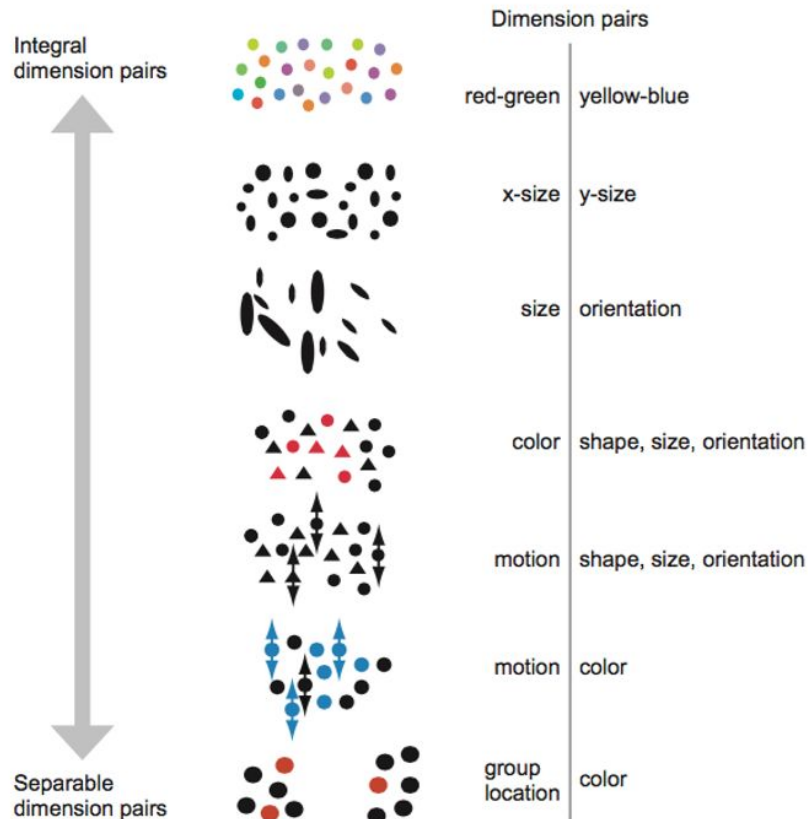 Dimension pairs
Integral
dimension pairs
red-green yellow-blue
x-size y-size
size orientation
color shape, size, orientation
motion shape, size, orientation
motion color
group
location color
Separable
dimension pairs